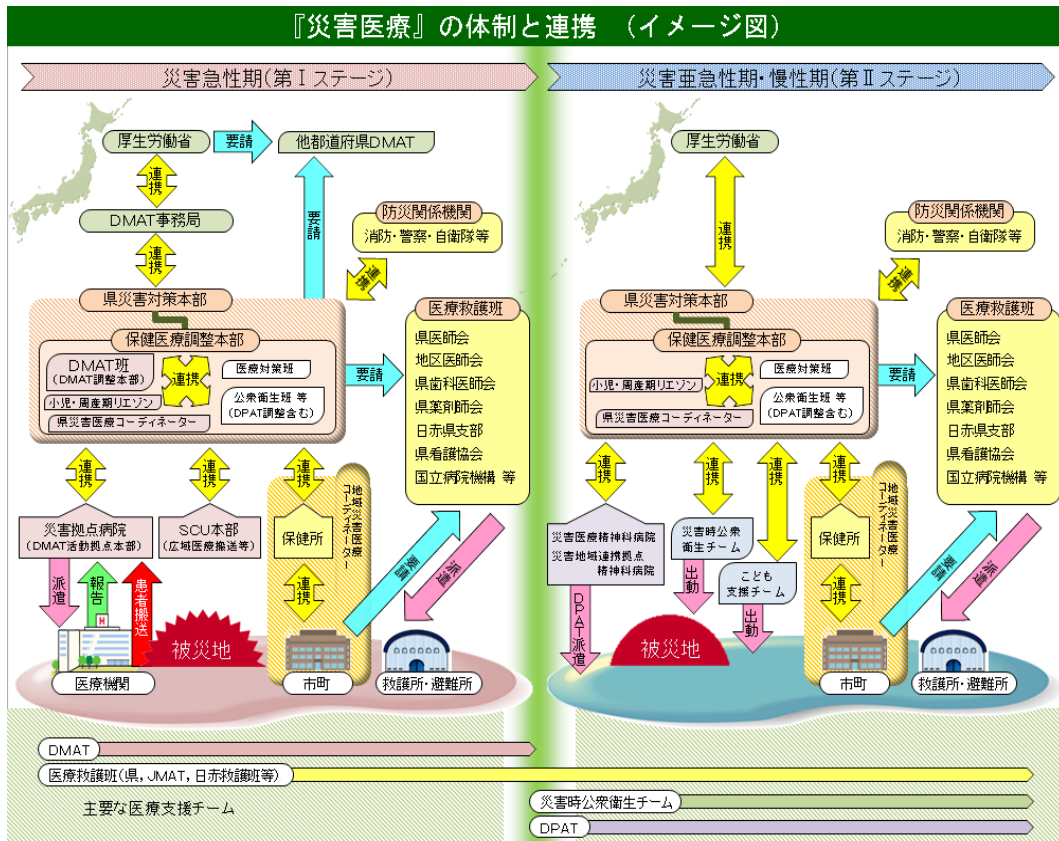 『災害医療』の体制と連携　（イメージ図）
災害急性期(第Ⅰステージ)
厚生労働省
要請
他都道府県DMAT
連携
DMAT事務局
連携
要請
防災関係機関
消防・警察・自衛隊等
連携
県災害対策本部
保健医療調整本部
DMAT班
(DMAT調整本部)
小児・周産期リエゾン
県災害医療コーディネーター
連携
医療対策班
公衆衛生班 等
(DPAT調整含む)
要請
医療救護班
県医師会
地区医師会
県歯科医師会
県薬剤師会
日赤県支部
県看護協会
国立病院機構 等
連携
連携
連携
災害拠点病院
(DMAT活動拠点本部)
SCU本部
(広域医療搬送等)
保健所
地域災害医療
コーディネーター
派遣
報告
患者搬送
連携
要請
派遣
H
被災地
医療機関
市町
救護所・避難所
災害亜急性期・慢性期(第Ⅱステージ)
厚生労働省
連携
防災関係機関
消防・警察・自衛隊等
連携
県災害対策本部
保健医療調整本部
小児・周産期リエゾン
県災害医療コーディネーター
連携
医療対策班
公衆衛生班 等
(DPAT調整含む)
要請
医療救護班
県医師会
地区医師会
県歯科医師会
県薬剤師会
日赤県支部
県看護協会
国立病院機構 等
連携
連携
連携
連携
災害医療精神科病院
災害地域連携拠点
精神科病院
災害時公衆
衛生チーム
こども
支援チーム
保健所
地域災害医療
コーディネーター
DPAT派遣
出動
出動
連携
要請
派遣
被災地
市町
救護所・避難所
DMAT
医療救護班(県, JMAT, 日赤救護班等)
主要な医療支援チーム
災害時公衆衛生チーム
DPAT